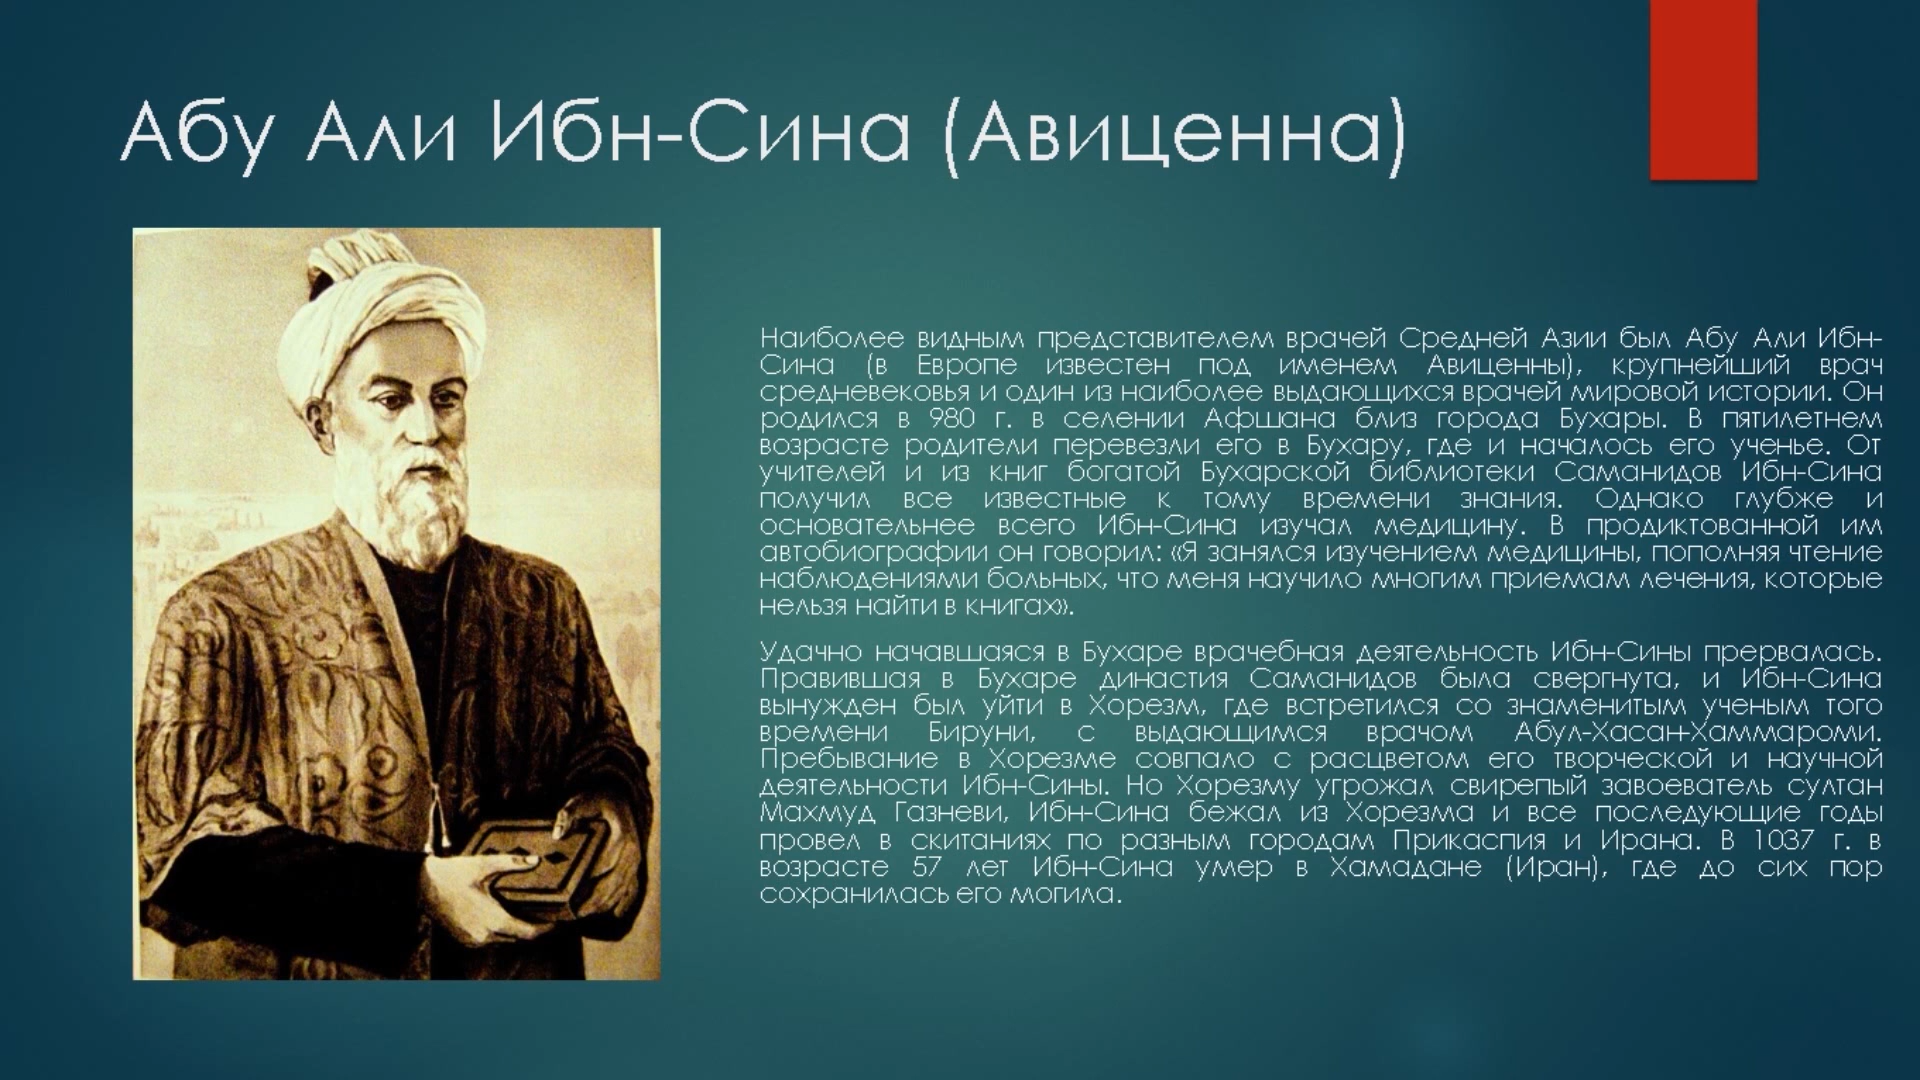 Абу Али Ибн-Сина (Авиценна)
Наиболее видным представителем врачей Средней Азии был Абу Али Ибн-
Сина (в Европе известен под именем Авиценны), крупнейший врач
средневековья и один из наиболее выдающихся врачей мировой истории. Он
родился в 980 г. в селении Афшана близ города Бухары. В пятилетнем
возрасте родители перевезли его в Бухару, где и началось его ученье. От
учителей и из книг богатой Бухарской библиотеки Саманидов Ибн-Сина
получил все известные к тому времени знания. Однако глубже и
основательнее всего Ибн-Сина изучал медицину. В продиктованной им
автобиографии он говорил: «Я занялся изучением медицины, пополняя чтение
наблюдениями больных, что меня научило многим приемам лечения, которые
нельзя найти в книгах».
Удачно начавшаяся в Бухаре врачебная деятельность Ибн-Сины прервалась.
Правившая в Бухаре династия Саманидов была свергнута, и Ибн-Сина
вынужден был уйти в Хорезм, где встретился со знаменитым ученым того
времени Бируни, с выдающимся врачом Абул-Хасан-Хаммароми.
Пребывание в Хорезме совпало с расцветом его творческой и научной
деятельности Ибн-Сины. Но Хорезму угрожал свирепый завоеватель султан
Махмуд Газневи, Ибн-Сина бежал из Хорезма и все последующие годы
провел в скитаниях по разным городам Прикаспия и Ирана. В 1037 г. в
возрасте 57 лет Ибн-Сина умер в Хамадане (Иран), где до сих пор
сохранилась его могила.